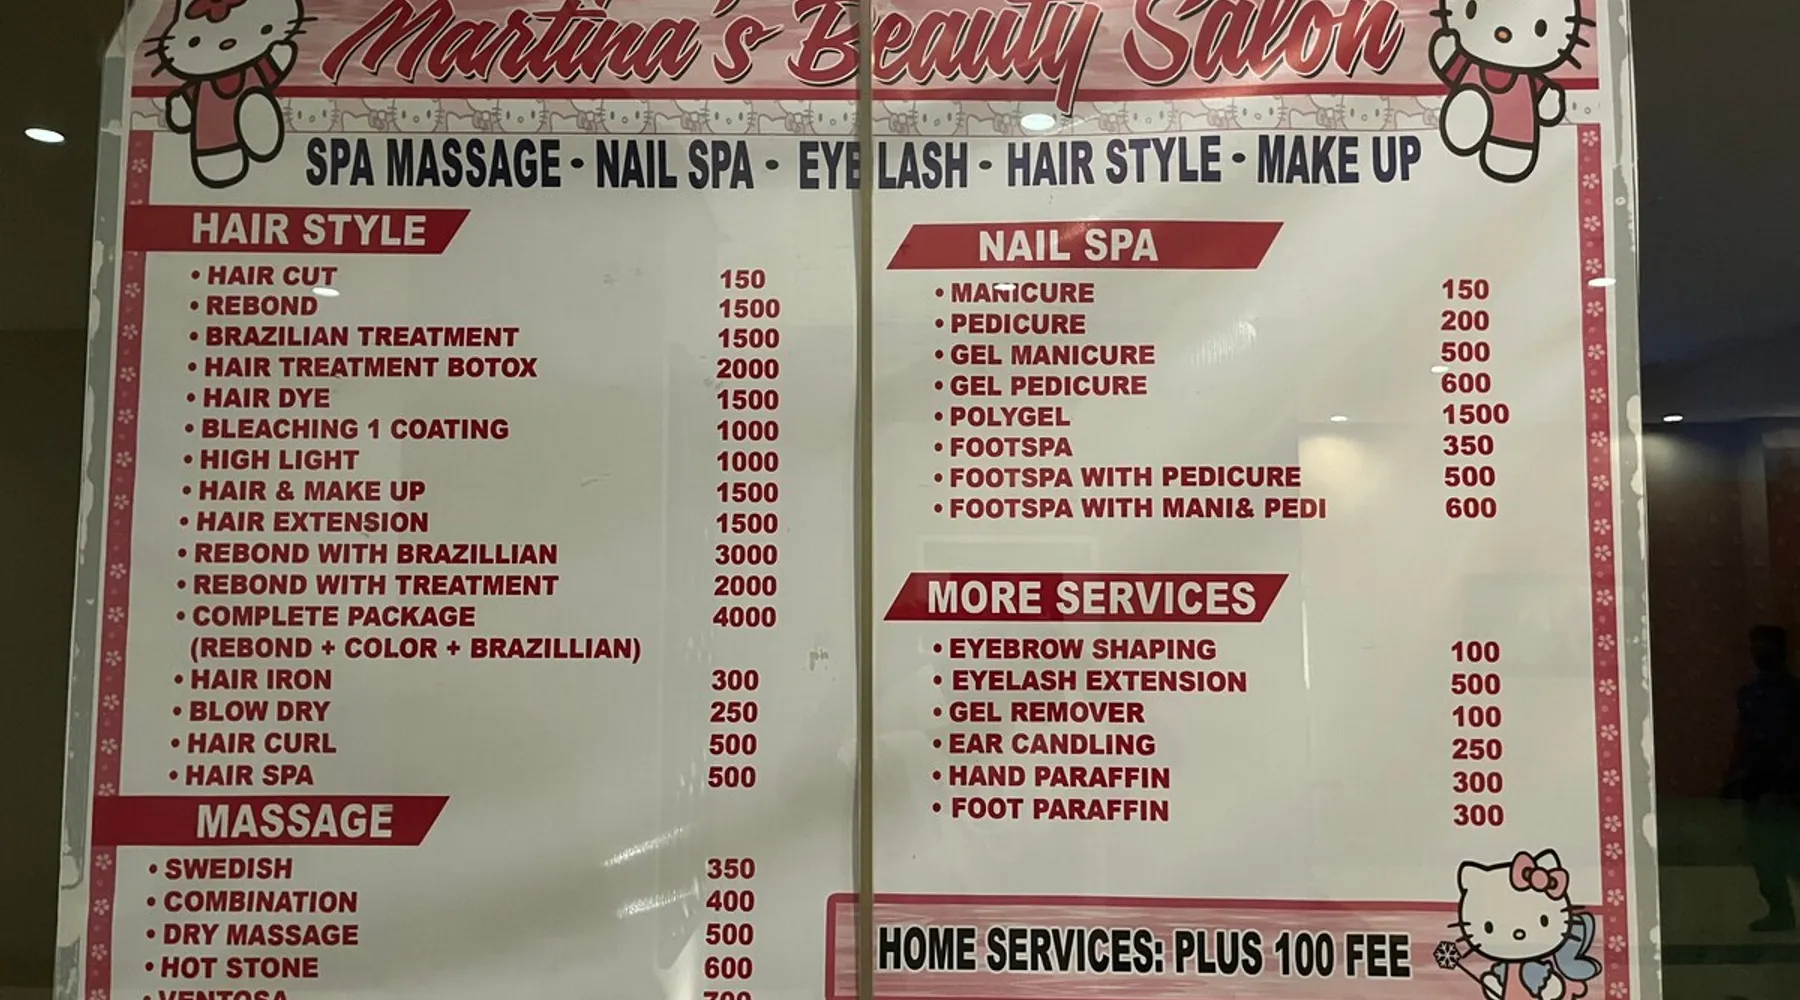 Martina's Beauty Salon
SPA MASSAGE • NAIL SPA • EYE LASH • HAIR STYLE • MAKE UP
HAIR STYLE
• HAIR CUT 150
• REBOND 1500
• BRAZILIAN TREATMENT 1500
• HAIR TREATMENT BOTOX 2000
• HAIR DYE 1500
• BLEACHING 1 COATING 1000
• HIGH LIGHT 1000
• HAIR & MAKE UP 1500
• HAIR EXTENSION 1500
• REBOND WITH BRAZILLIAN 3000
• REBOND WITH TREATMENT 2000
• COMPLETE PACKAGE 4000
(REBOND + COLOR + BRAZILLIAN)
• HAIR IRON 300
• BLOW DRY 250
• HAIR CURL 500
• HAIR SPA 500
MASSAGE
• SWEDISH 350
• COMBINATION 400
• DRY MASSAGE 500
• HOT STONE 600
• VENTOSA 700
NAIL SPA
• MANICURE 150
• PEDICURE 200
• GEL MANICURE 500
• GEL PEDICURE 600
• POLYGEL 1500
• FOOTSPA 350
• FOOTSPA WITH PEDICURE 500
• FOOTSPA WITH MANI& PEDI 600
MORE SERVICES
• EYEBROW SHAPING 100
• EYELASH EXTENSION 500
• GEL REMOVER 100
• EAR CANDLING 250
• HAND PARAFFIN 300
• FOOT PARAFFIN 300
HOME SERVICES: PLUS 100 FEE